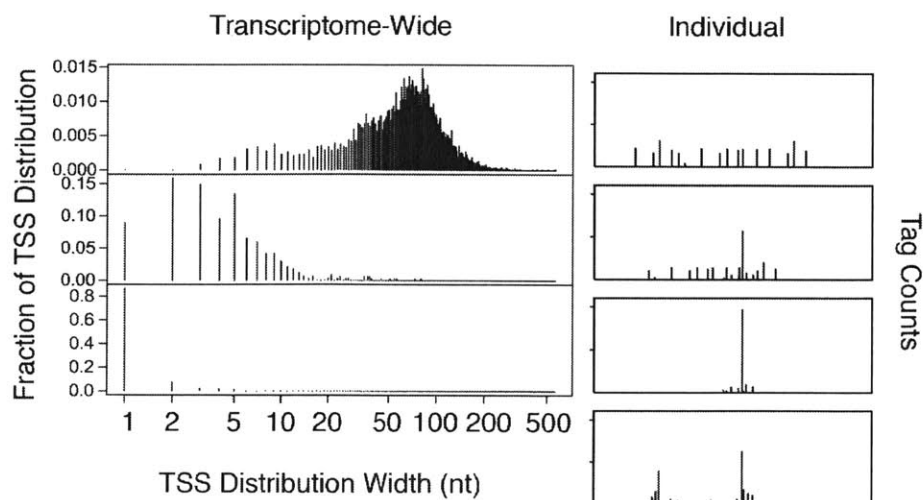 Transcriptome-Wide
Individual
Fraction of TSS Distribution
0.015
0.010
0.005
0.000
0.15
0.10
0.05
0.00
0.8
0.6
0.4
0.2
0.0
1 2 5 10 20 50 100 200 500
TSS Distribution Width (nt)
Tag Counts